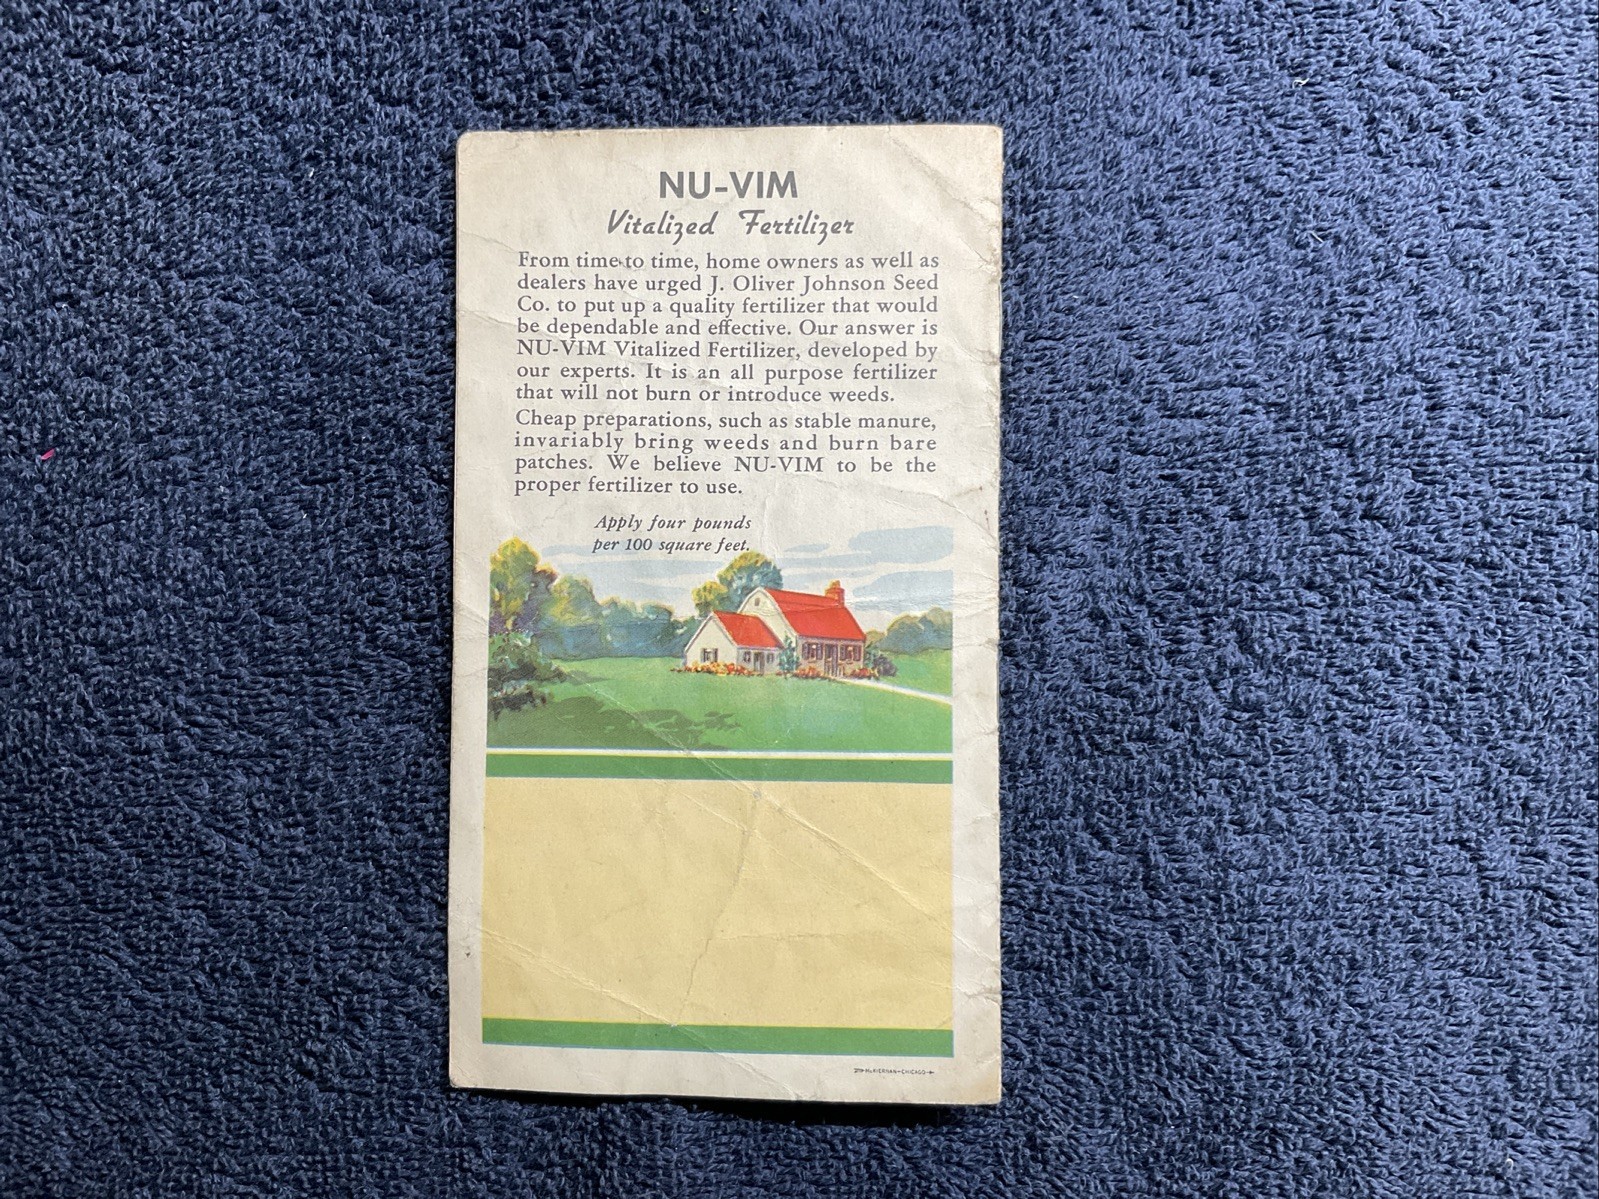 NU-VIM
Vitalized Fertilizer
From time to time, home owners as well as
dealers have urged J. Oliver Johnson Seed
Co. to put up a quality fertilizer that would
be dependable and effective. Our answer is
NU-VIM Vitalized Fertilizer, developed by
our experts. It is an all purpose fertilizer
that will not burn or introduce weeds.
Cheap preparations, such as stable manure,
invariably bring weeds and burn bare
patches. We believe NU-VIM to be the
proper fertilizer to use.
Apply four pounds
per 100 square feet.
McKIERNAN-CHICAGO